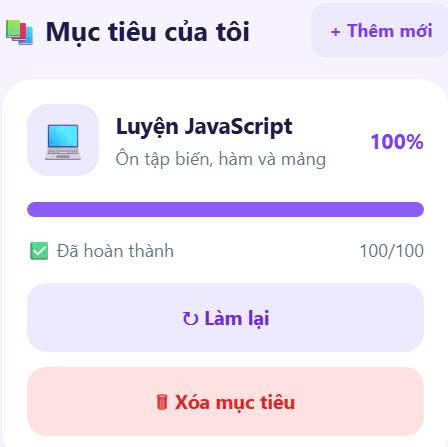 Mục tiêu của tôi
+ Thêm mới
Luyện JavaScript
100%
Ôn tập biến, hàm và mảng
Đã hoàn thành
100/100
↻ Làm lại
Xóa mục tiêu